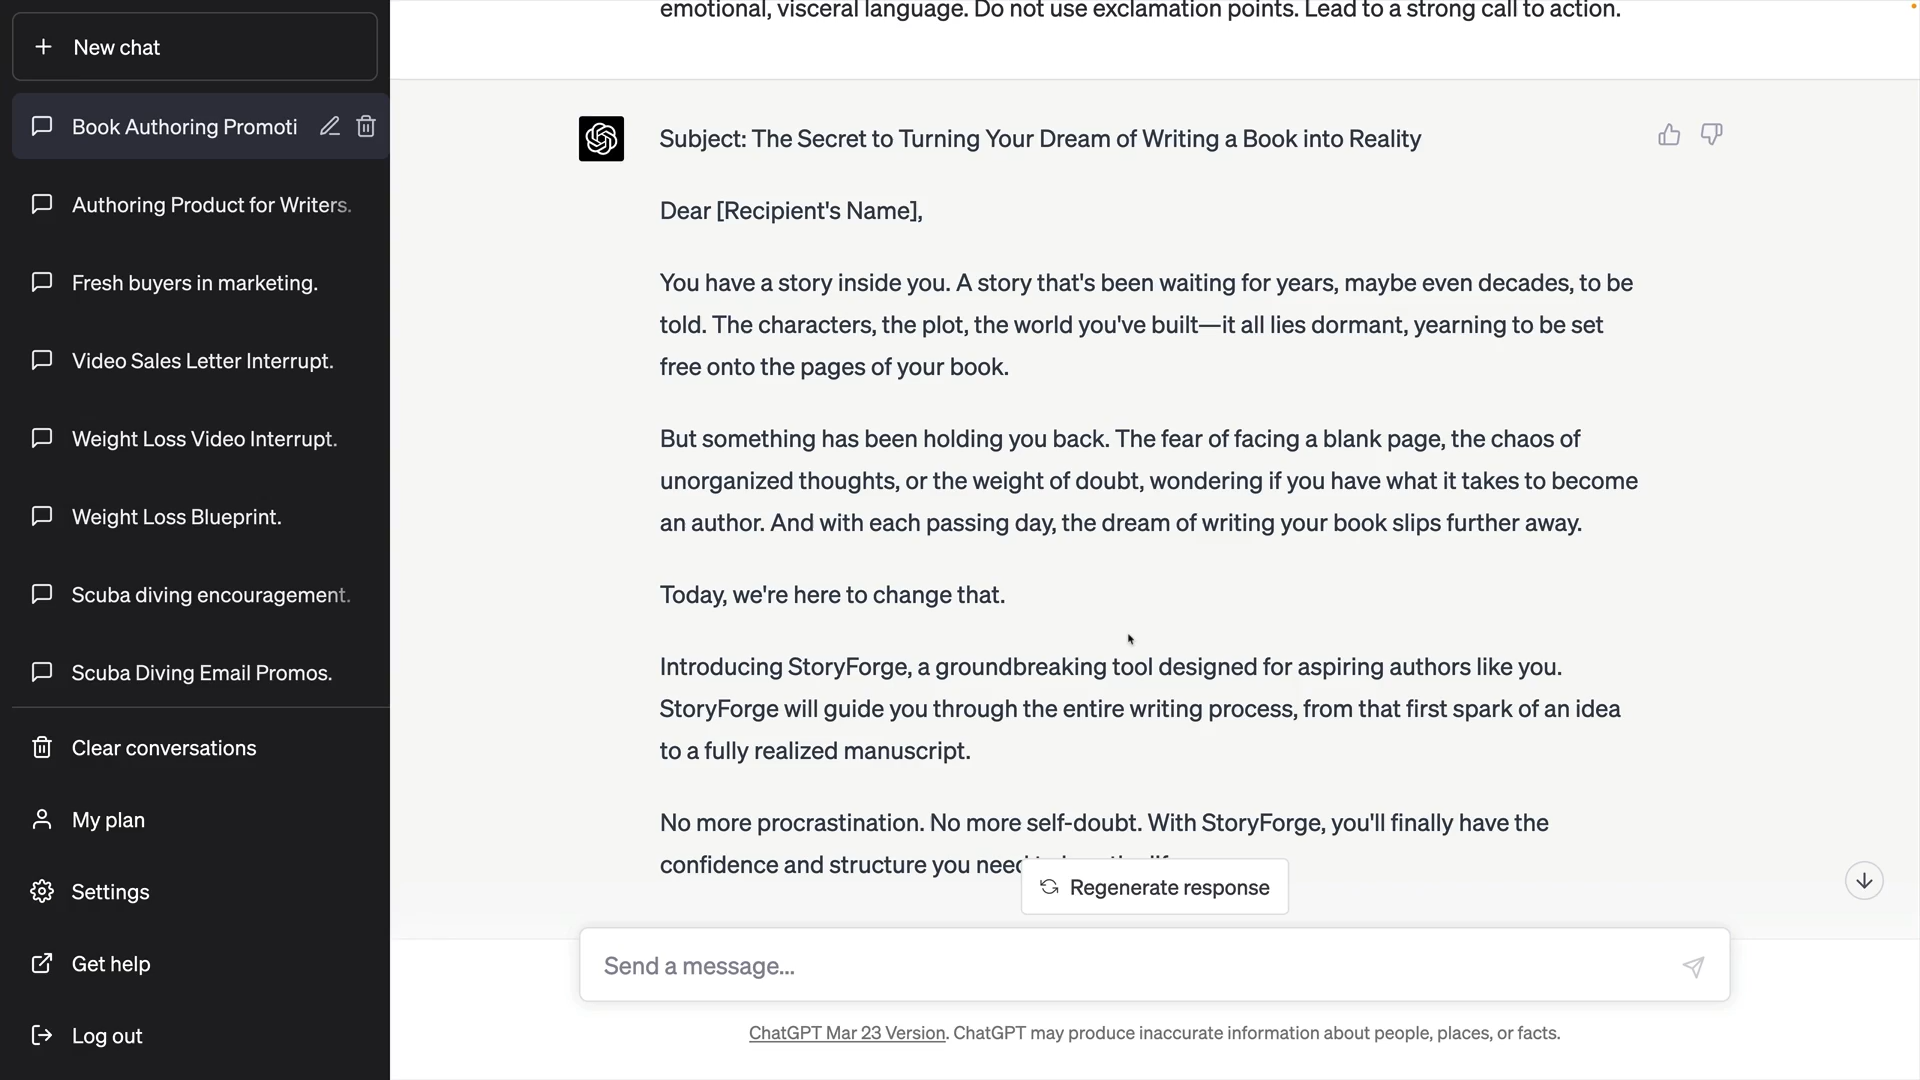 New chat
Book Authoring Promoti
Authoring Product for Writers.
Fresh buyers in marketing.
Video Sales Letter Interrupt.
Weight Loss Video Interrupt.
Weight Loss Blueprint.
Scuba diving encouragement.
Scuba Diving Email Promos.
Clear conversations
My plan
Settings
Get help
Log out
emotional, visceral language. Do not use exclamation points. Lead to a strong call to action.
Subject: The Secret to Turning Your Dream of Writing a Book into Reality
Dear [Recipient's Name],
You have a story inside you. A story that's been waiting for years, maybe even decades, to be
told. The characters, the plot, the world you've built—it all lies dormant, yearning to be set
free onto the pages of your book.
But something has been holding you back. The fear of facing a blank page, the chaos of
unorganized thoughts, or the weight of doubt, wondering if you have what it takes to become
an author. And with each passing day, the dream of writing your book slips further away.
Today, we're here to change that.
Introducing StoryForge, a groundbreaking tool designed for aspiring authors like you.
StoryForge will guide you through the entire writing process, from that first spark of an idea
to a fully realized manuscript.
No more procrastination. No more self-doubt. With StoryForge, you'll finally have the
confidence and structure you need
Regenerate response
Send a message...
ChatGPT Mar 23 Version. ChatGPT may produce inaccurate information about people, places, or facts.